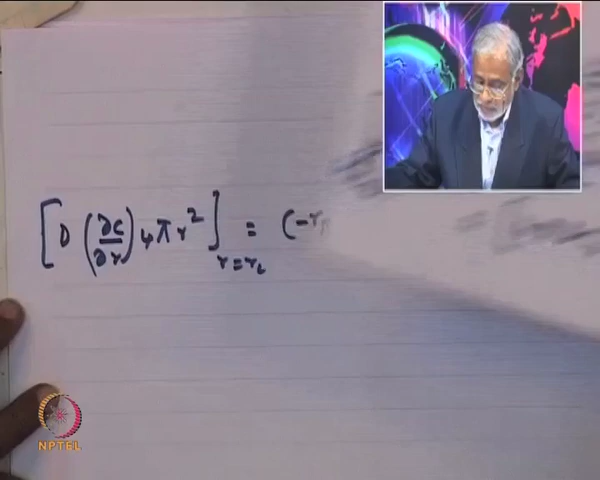 [D (∂C/∂r) 4πr²]_{r=r_c} = (-r
NPTEL